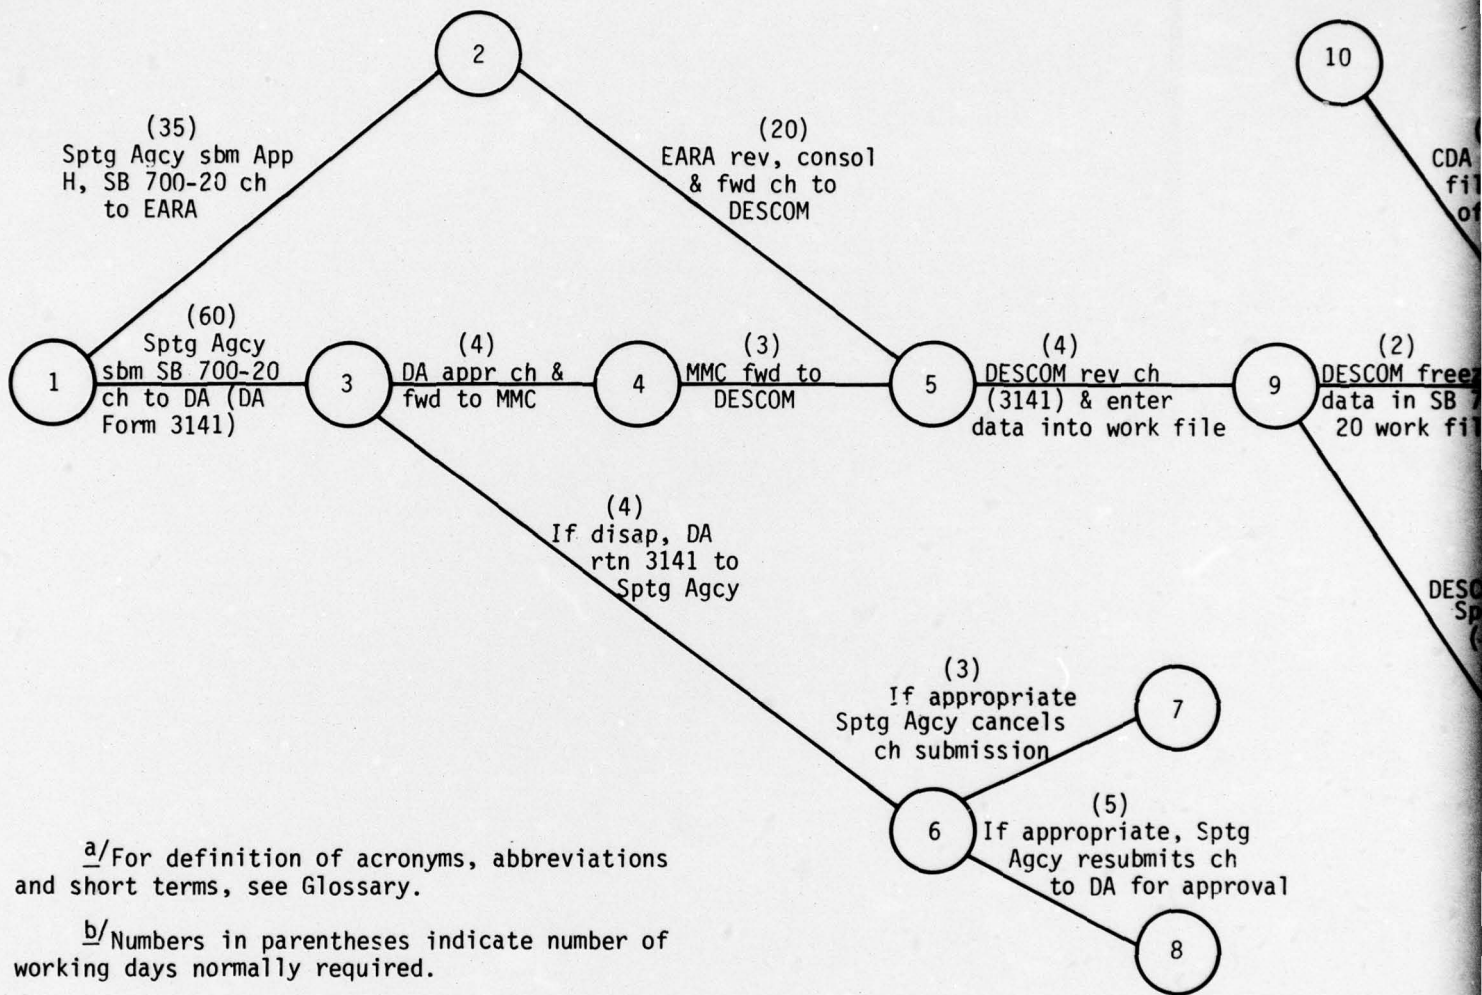 2
10
(35)
Sptg Agcy sbm App
H, SB 700-20 ch
to EARA
(20)
EARA rev, consol
& fwd ch to
DESCOM
CDA
of
1
(60)
Sptg Agcy
sbm SB 700-20
ch to DA (DA
Form 3141)
3
(4)
DA appr ch &
fwd to MMC
4
(3)
MMC fwd to
DESCOM
5
(4)
DESCOM rev ch
(3141) & enter
data into work file
9
(2)
DESCOM
data in SB
20 work
(4)
If disap, DA
rtn 3141 to
Sptg Agcy
(3)
If appropriate
Sptg Agcy cancels
ch submission
7
6
(5)
If appropriate, Sptg
Agcy resubmits ch
to DA for approval
8
a/For definition of acronyms, abbreviations
and short terms, see Glossary.
b/Numbers in parentheses indicate number of
working days normally required.